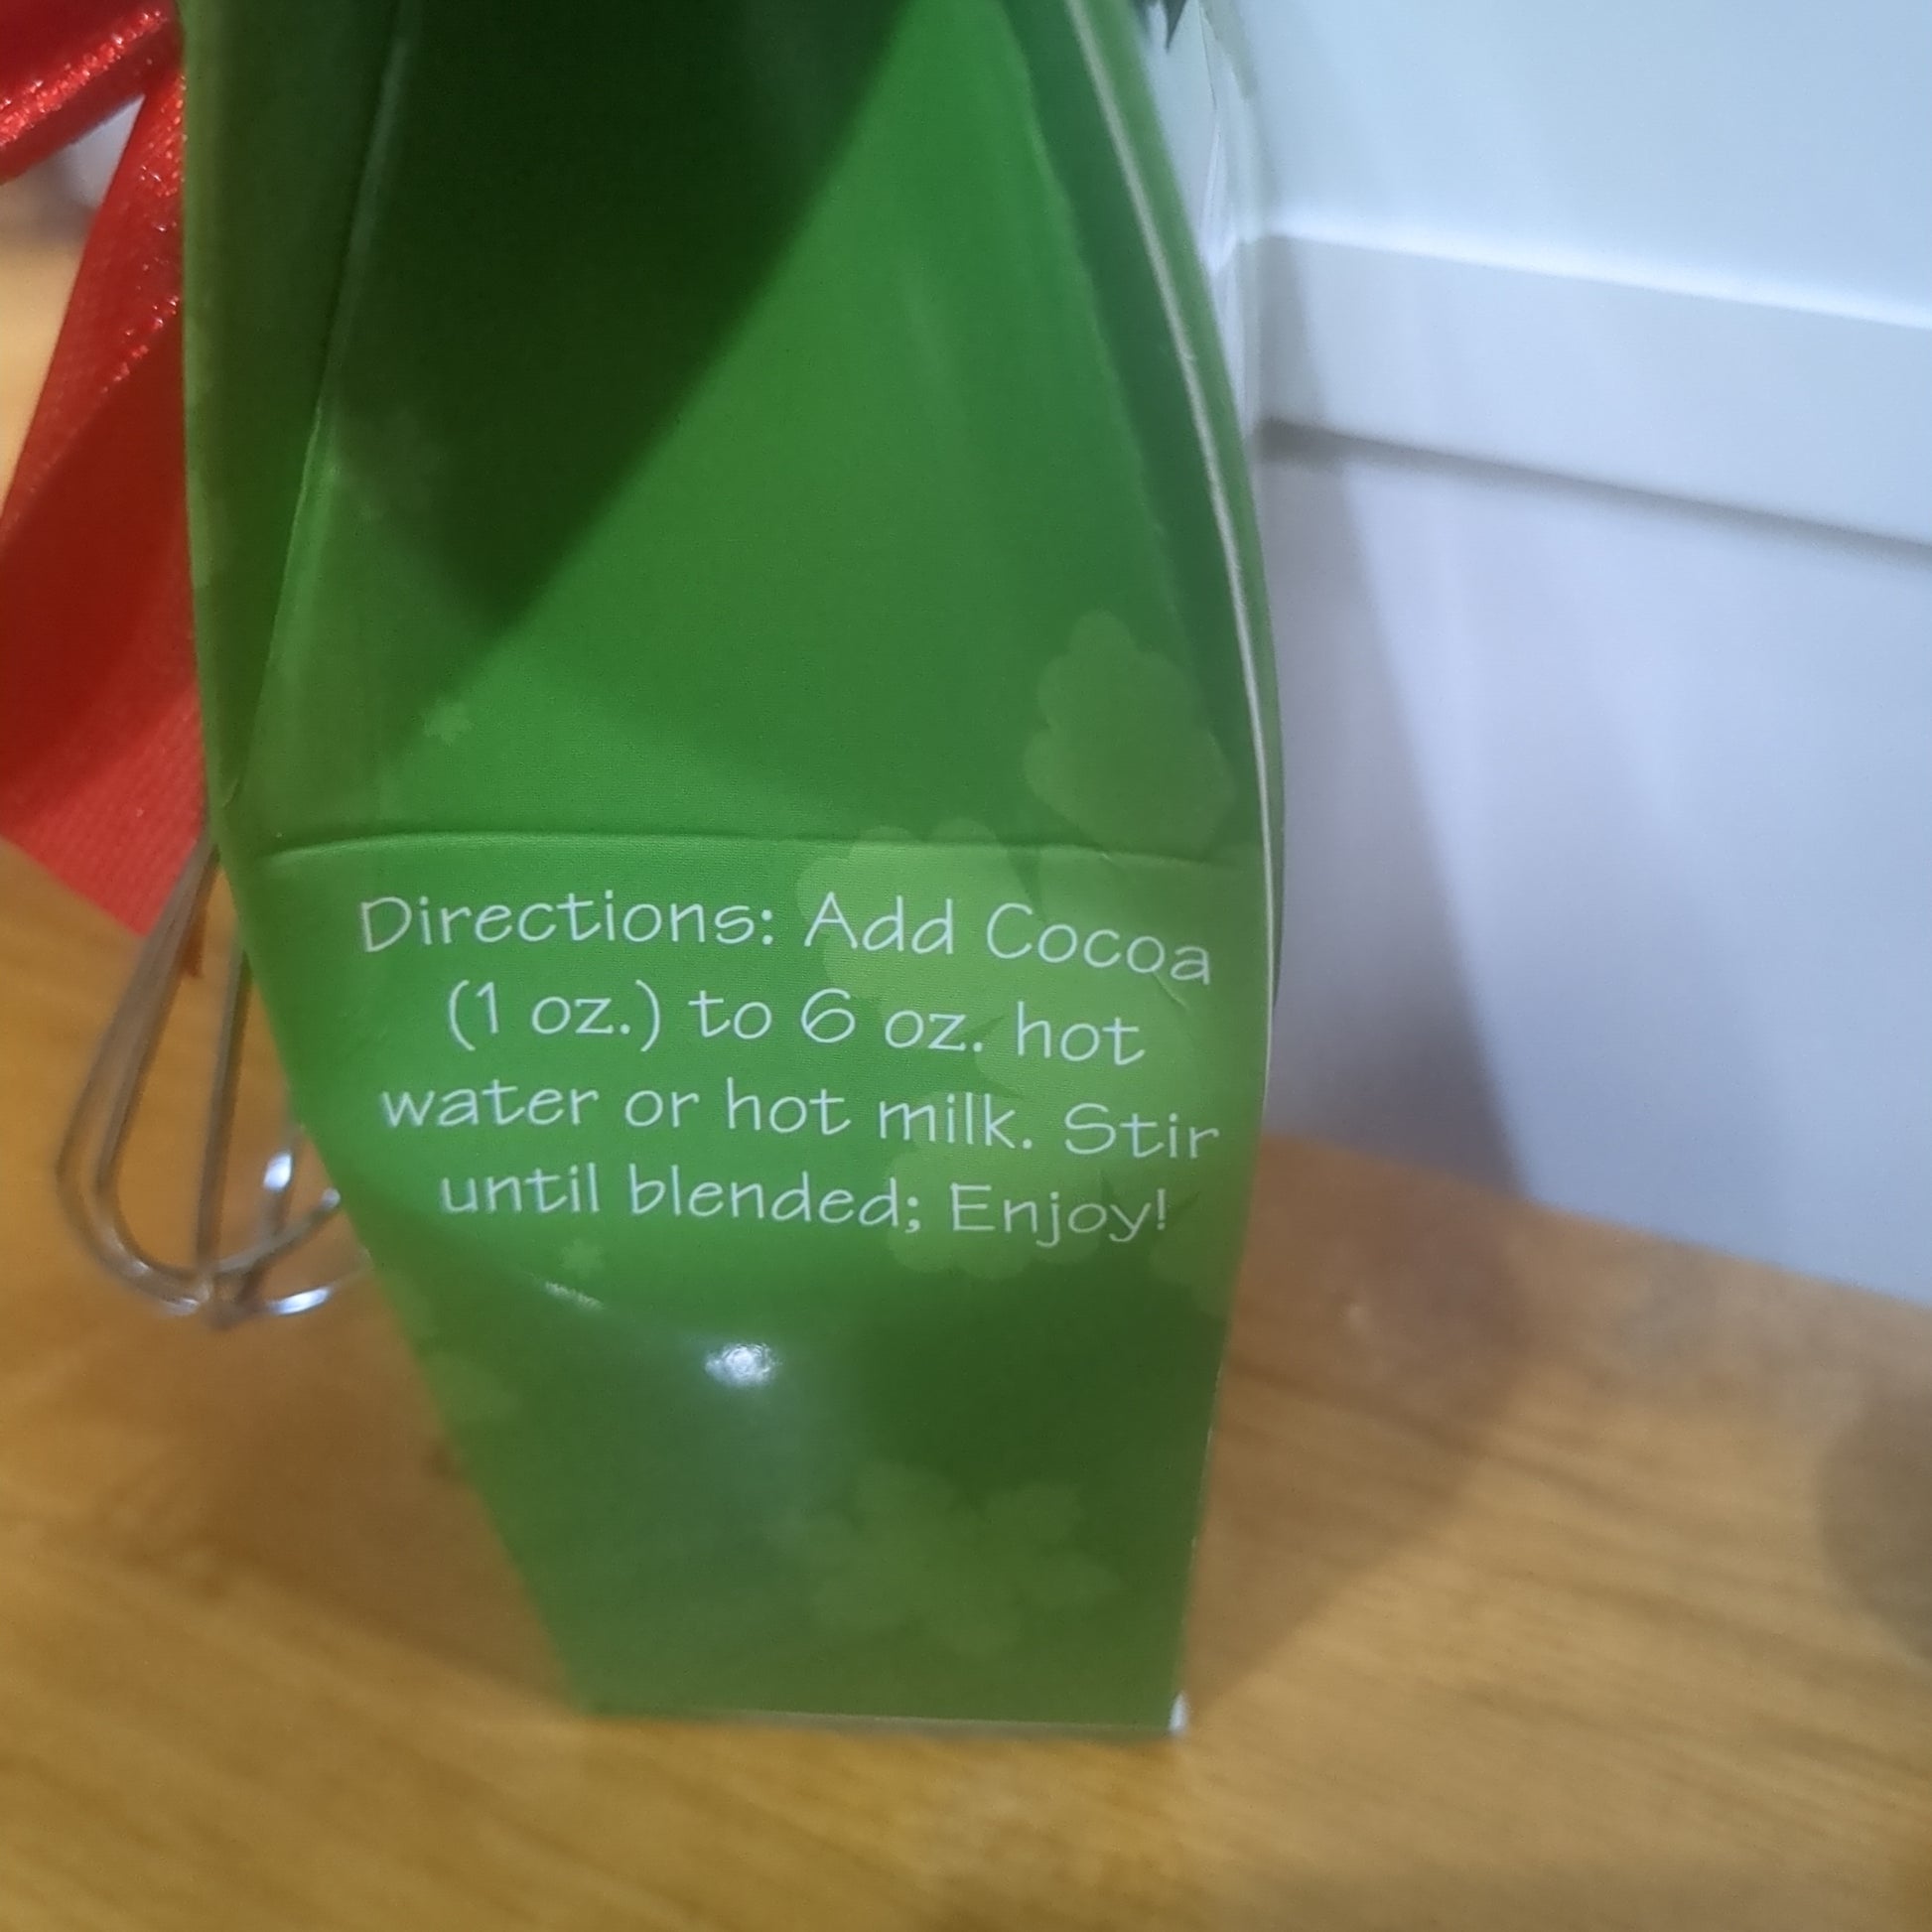 Directions: Add Cocoa
(1 oz.) to 6 oz. hot
water or hot milk. Stir
until blended; Enjoy!